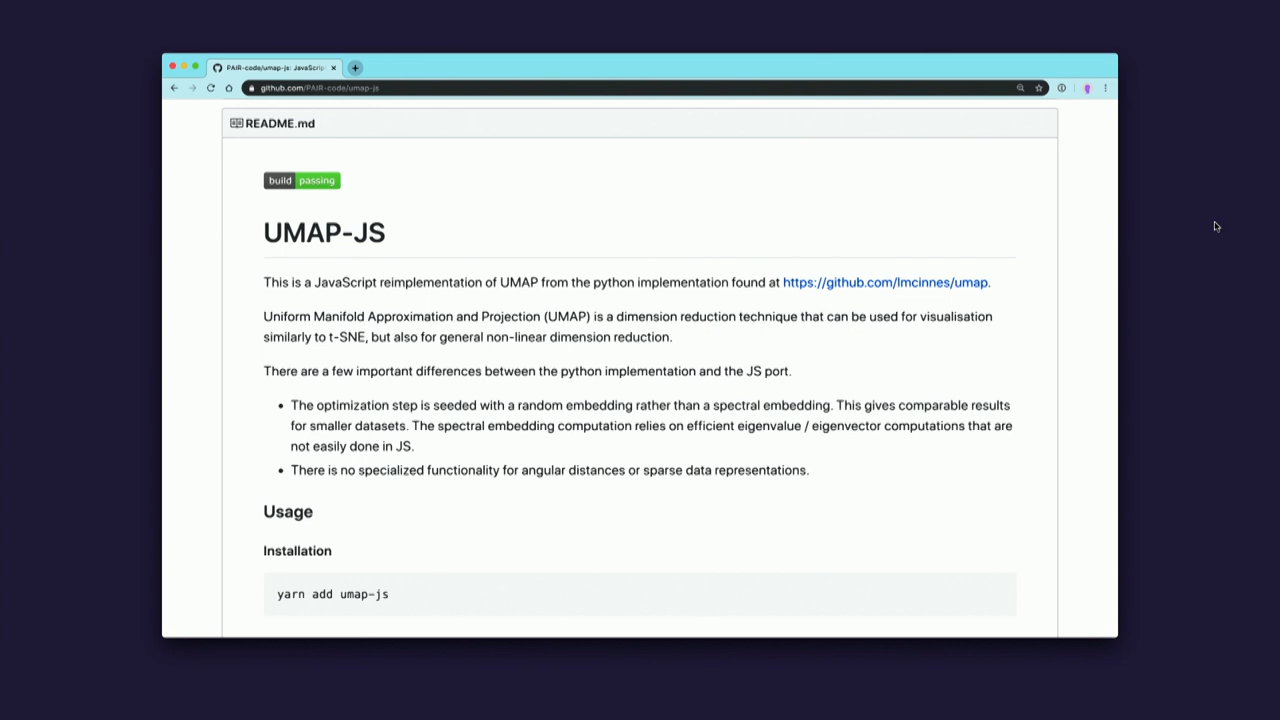 PAIR-code/umap-js: JavaScrip
github.com/PAIR-code/umap-js
README.md
build passing
UMAP-JS
This is a JavaScript reimplementation of UMAP from the python implementation found at https://github.com/lmcinnes/umap.
Uniform Manifold Approximation and Projection (UMAP) is a dimension reduction technique that can be used for visualisation
similarly to t-SNE, but also for general non-linear dimension reduction.
There are a few important differences between the python implementation and the JS port.
• The optimization step is seeded with a random embedding rather than a spectral embedding. This gives comparable results
for smaller datasets. The spectral embedding computation relies on efficient eigenvalue / eigenvector computations that are
not easily done in JS.
• There is no specialized functionality for angular distances or sparse data representations.
Usage
Installation
yarn add umap-js